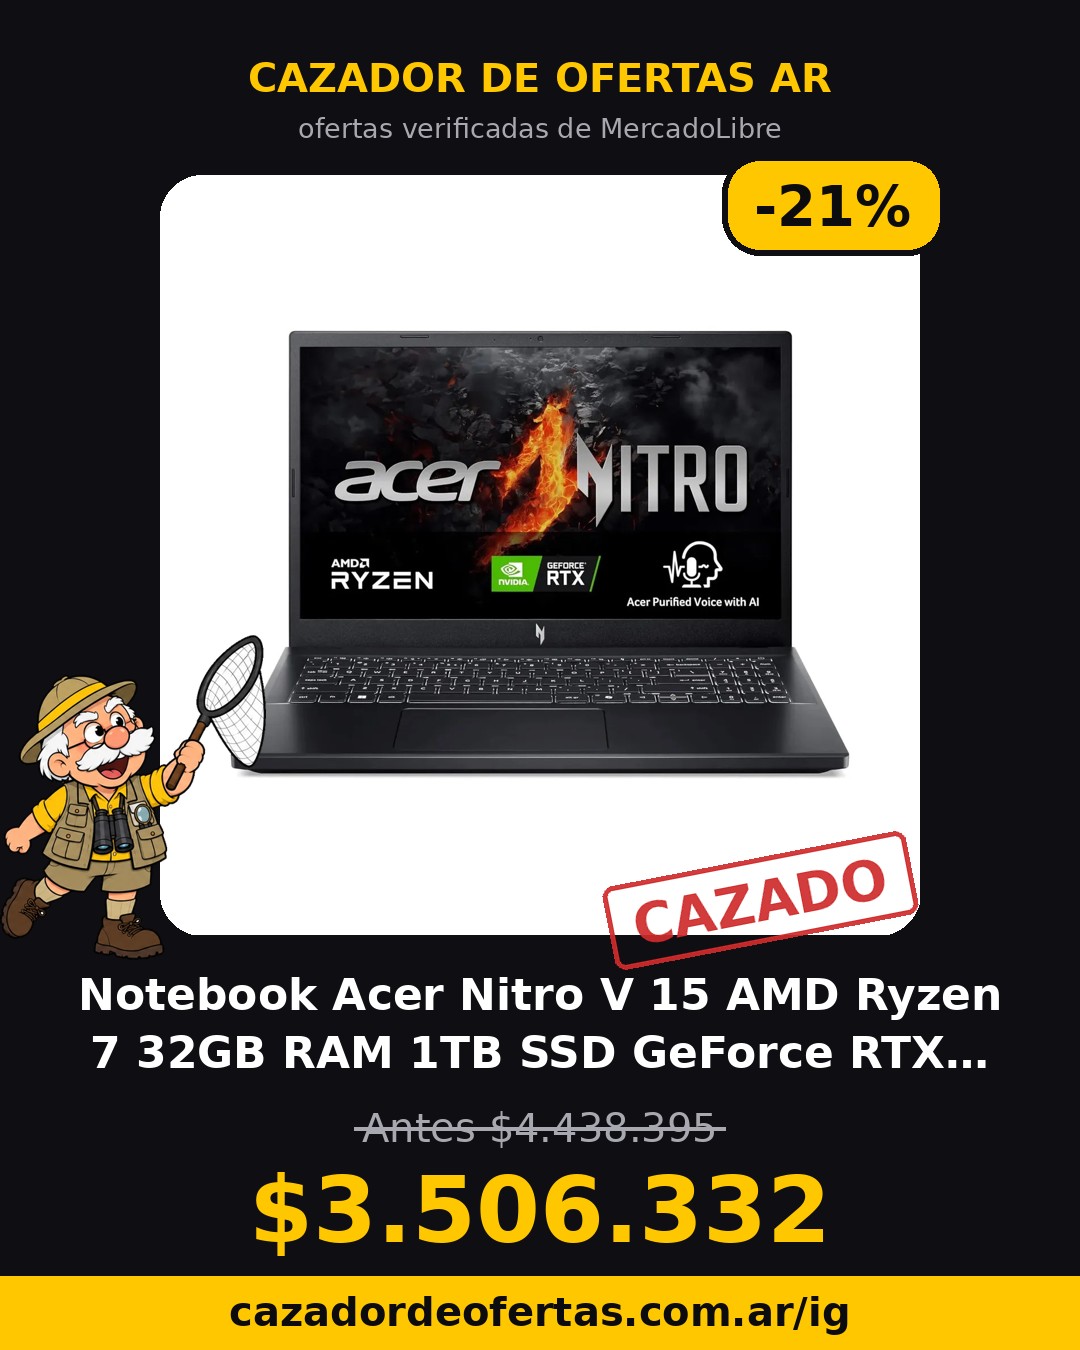 CAZADOR DE OFERTAS AR
ofertas verificadas de MercadoLibre
-21%
acer NITRO
AMD RYZEN
NVIDIA. GEFORCE RTX
Acer Purified Voice with AI
CAZADO
Notebook Acer Nitro V 15 AMD Ryzen
7 32GB RAM 1TB SSD GeForce RTX...
Antes $4.438.395
$3.506.332
cazadordeofertas.com.ar/ig